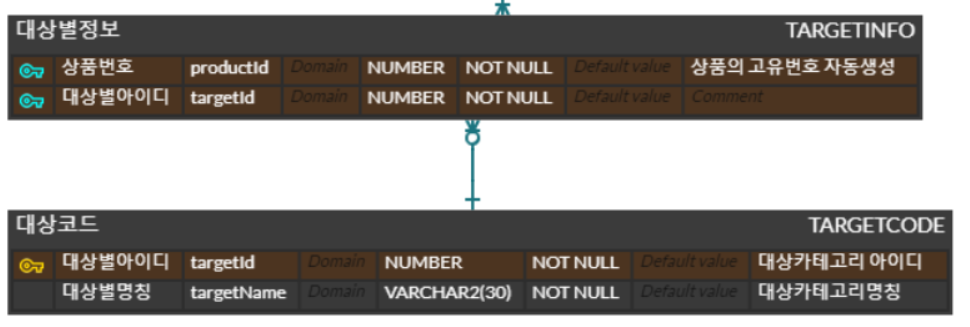 대상별정보 TARGETINFO
상품번호 productId Domain NUMBER NOT NULL Default value 상품의 고유번호 자동생성
대상별아이디 targetId Domain NUMBER NOT NULL Default value Comment
대상코드 TARGETCODE
대상별아이디 targetId Domain NUMBER NOT NULL Default value 대상카테고리 아이디
대상별명칭 targetName Domain VARCHAR2(30) NOT NULL Default value 대상카테고리명칭